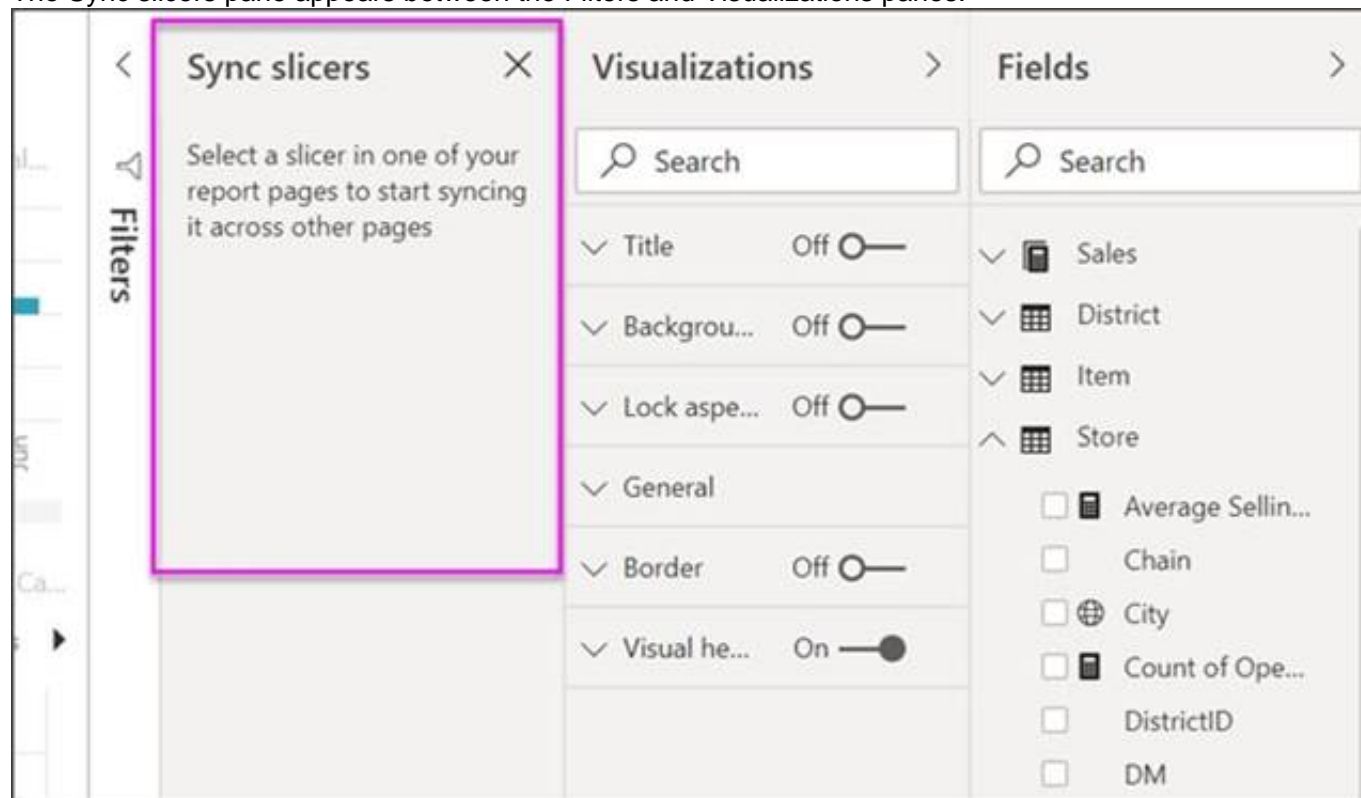 The Sync slicers pane appears between the Filters and Visualizations panes.
Sync slicers
Select a slicer in one of your
report pages to start syncing
it across other pages
Filters
Visualizations
Search
Title Off
Backgrou... Off
Lock aspe... Off
General
Border Off
Visual he... On
Fields
Search
Sales
District
Item
Store
Average Sellin...
Chain
City
Count of Ope...
DistrictID
DM
al...
Jun
Ca...
s